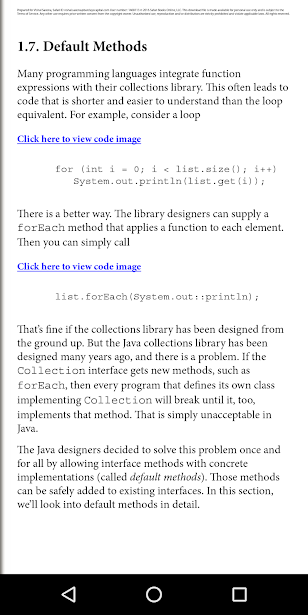 1.7. Default Methods
Many programming languages integrate function
expressions with their collections library. This often leads to
code that is shorter and easier to understand than the loop
equivalent. For example, consider a loop
Click here to view code image
for (int i = 0; i < list.size(); i++)
System.out.println(list.get(i));
There is a better way. The library designers can supply a
forEach method that applies a function to each element.
Then you can simply call
Click here to view code image
list.forEach(System.out::println);
That's fine if the collections library has been designed from
the ground up. But the Java collections library has been
designed many years ago, and there is a problem. If the
Collection interface gets new methods, such as
forEach, then every program that defines its own class
implementing Collection will break until it, too,
implements that method. That is simply unacceptable in
Java.
The Java designers decided to solve this problem once and
for all by allowing interface methods with concrete
implementations (called default methods). Those methods
can be safely added to existing interfaces. In this section,
we'll look into default methods in detail.